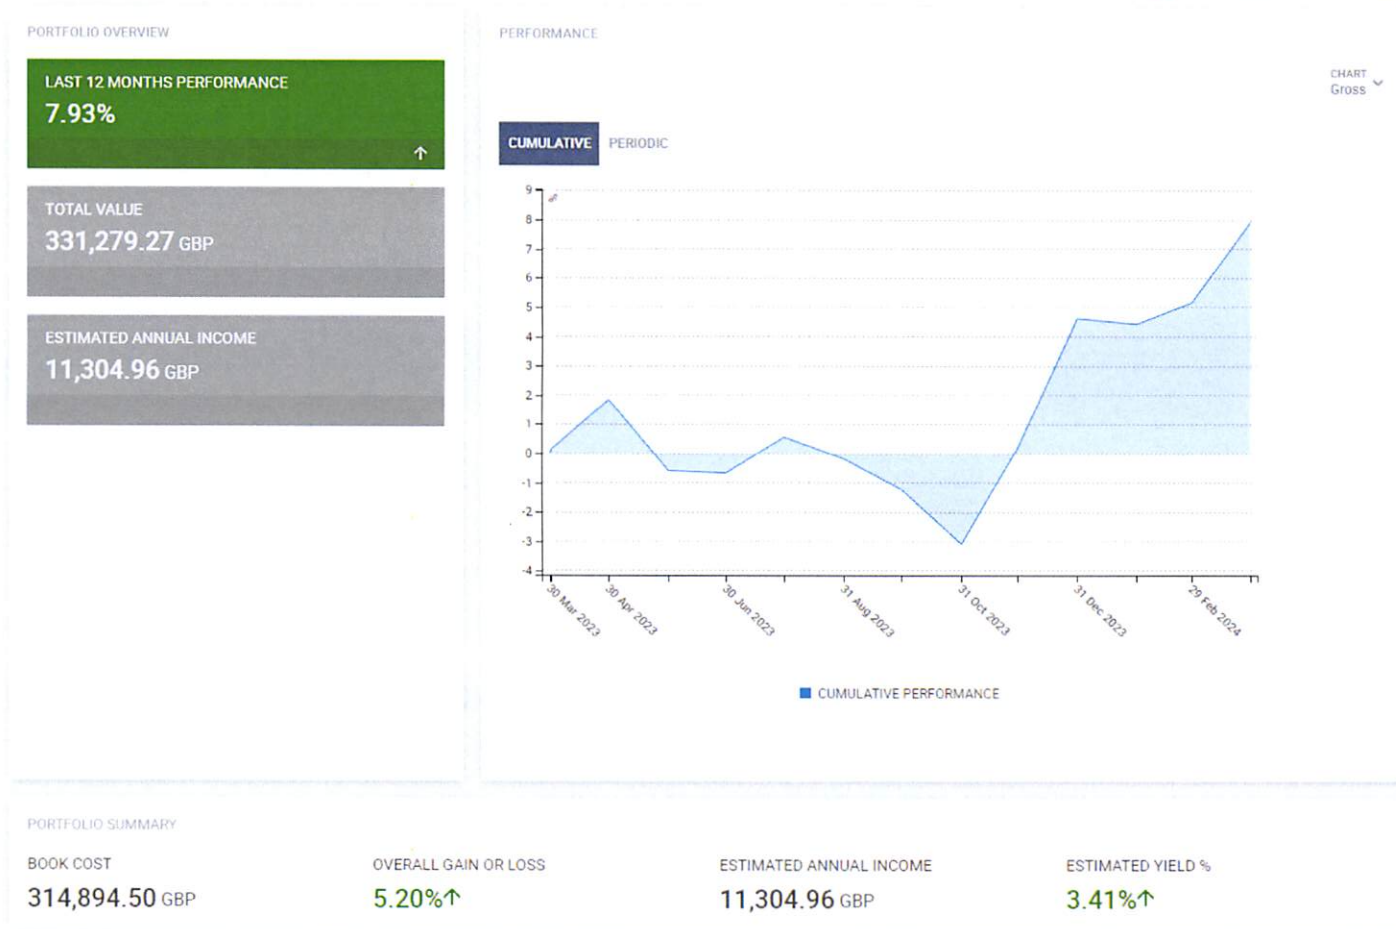 PORTFOLIO OVERVIEW
LAST 12 MONTHS PERFORMANCE
7.93%
TOTAL VALUE
331,279.27 GBP
ESTIMATED ANNUAL INCOME
11,304.96 GBP
PERFORMANCE
CHART
Gross
CUMULATIVE PERIODIC
%
9
8
7
6
5
4
3
2
1
0
-1
-2
-3
-4
30 Mar 2023
30 Apr 2023
30 Jun 2023
31 Aug 2023
31 Oct 2023
31 Dec 2023
29 Feb 2024
CUMULATIVE PERFORMANCE
PORTFOLIO SUMMARY
BOOK COST
314,894.50 GBP
OVERALL GAIN OR LOSS
5.20%↑
ESTIMATED ANNUAL INCOME
11,304.96 GBP
ESTIMATED YIELD %
3.41%↑